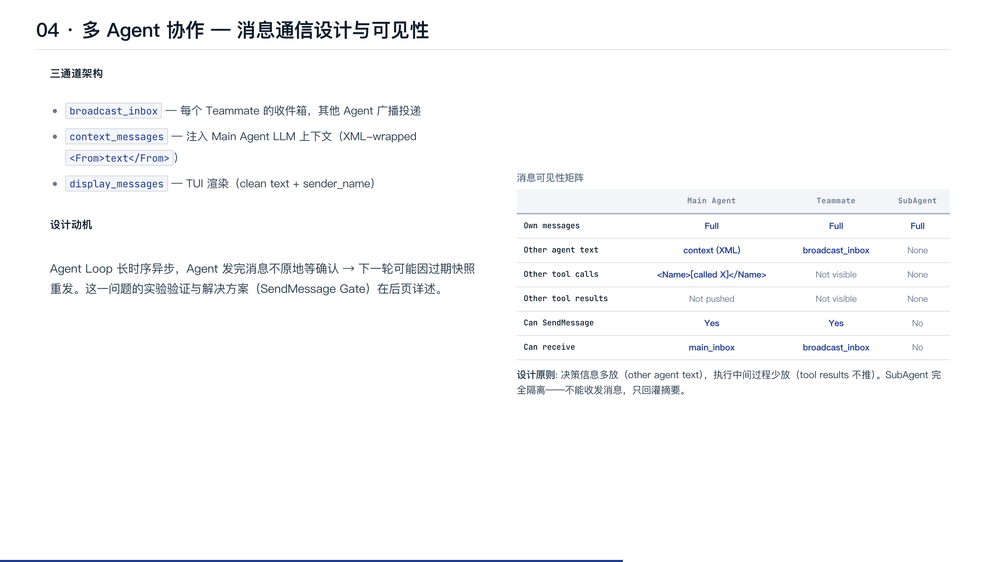 04 · 多 Agent 协作 — 消息通信设计与可见性
三通道架构
• broadcast_inbox — 每个 Teammate 的收件箱，其他 Agent 广播投递
• context_messages — 注入 Main Agent LLM 上下文（XML-wrapped
<From>text</From>）
• display_messages — TUI 渲染（clean text + sender_name）
设计动机
Agent Loop 长时序异步，Agent 发完消息不原地等确认 → 下一轮可能因过期快照
重发。这一问题的实验验证与解决方案（SendMessage Gate）在后页详述。
消息可见性矩阵
Main Agent Teammate SubAgent
Own messages Full Full Full
Other agent text context (XML) broadcast_inbox None
Other tool calls <Name>[called X]</Name> Not visible None
Other tool results Not pushed Not visible None
Can SendMessage Yes Yes No
Can receive main_inbox broadcast_inbox No
设计原则: 决策信息多放（other agent text），执行中间过程少放（tool results 不推）。SubAgent 完
全隔离——不能收发消息，只回灌摘要。